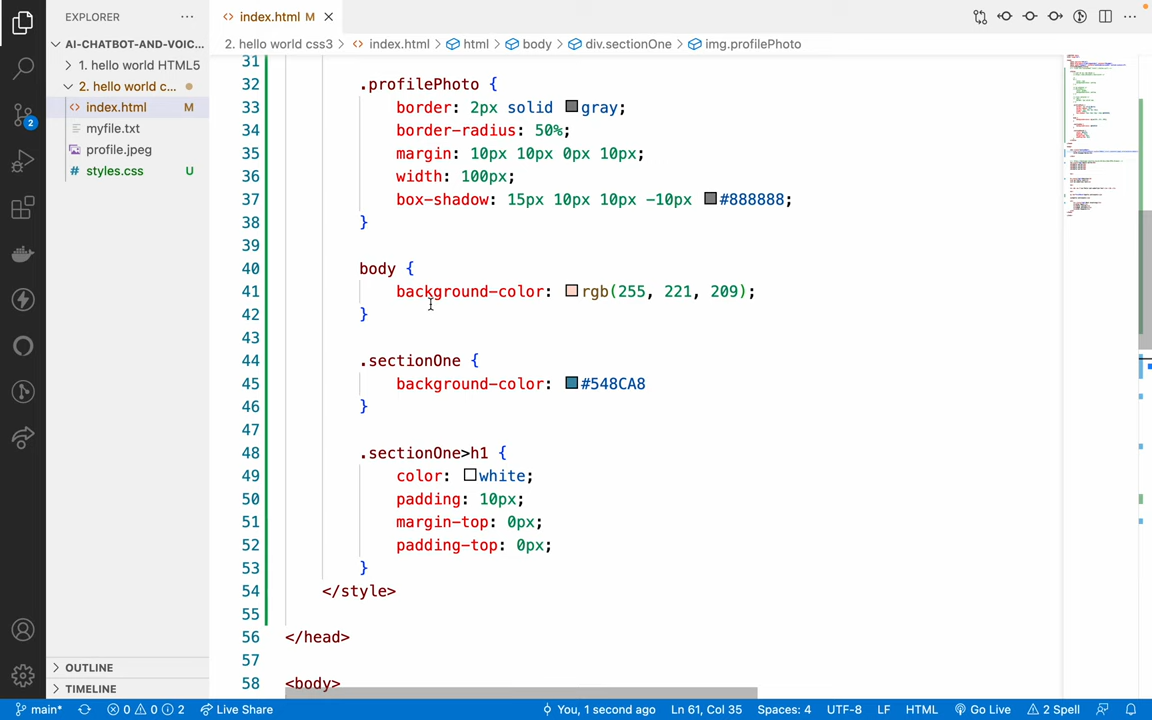 EXPLORER
index.html M
AI-CHATBOT-AND-VOIC...
1. hello world HTML5
2. hello world c...
index.html M
myfile.txt
profile.jpeg
styles.css U
OUTLINE
TIMELINE
2
2. hello world css3 > index.html > html > body > div.sectionOne > img.profilePhoto
31
32 .profilePhoto {
33 border: 2px solid gray;
34 border-radius: 50%;
35 margin: 10px 10px 0px 10px;
36 width: 100px;
37 box-shadow: 15px 10px 10px -10px #888888;
38 }
39
40 body {
41 background-color: rgb(255, 221, 209);
42 }
43
44 .sectionOne {
45 background-color: #548CA8
46 }
47
48 .sectionOne>h1 {
49 color: white;
50 padding: 10px;
51 margin-top: 0px;
52 padding-top: 0px;
53 }
54 </style>
55
56 </head>
57
58 <body>
main* 0 0 2 Live Share You, 1 second ago Ln 61, Col 35 Spaces: 4 UTF-8 LF HTML Go Live 2 Spell